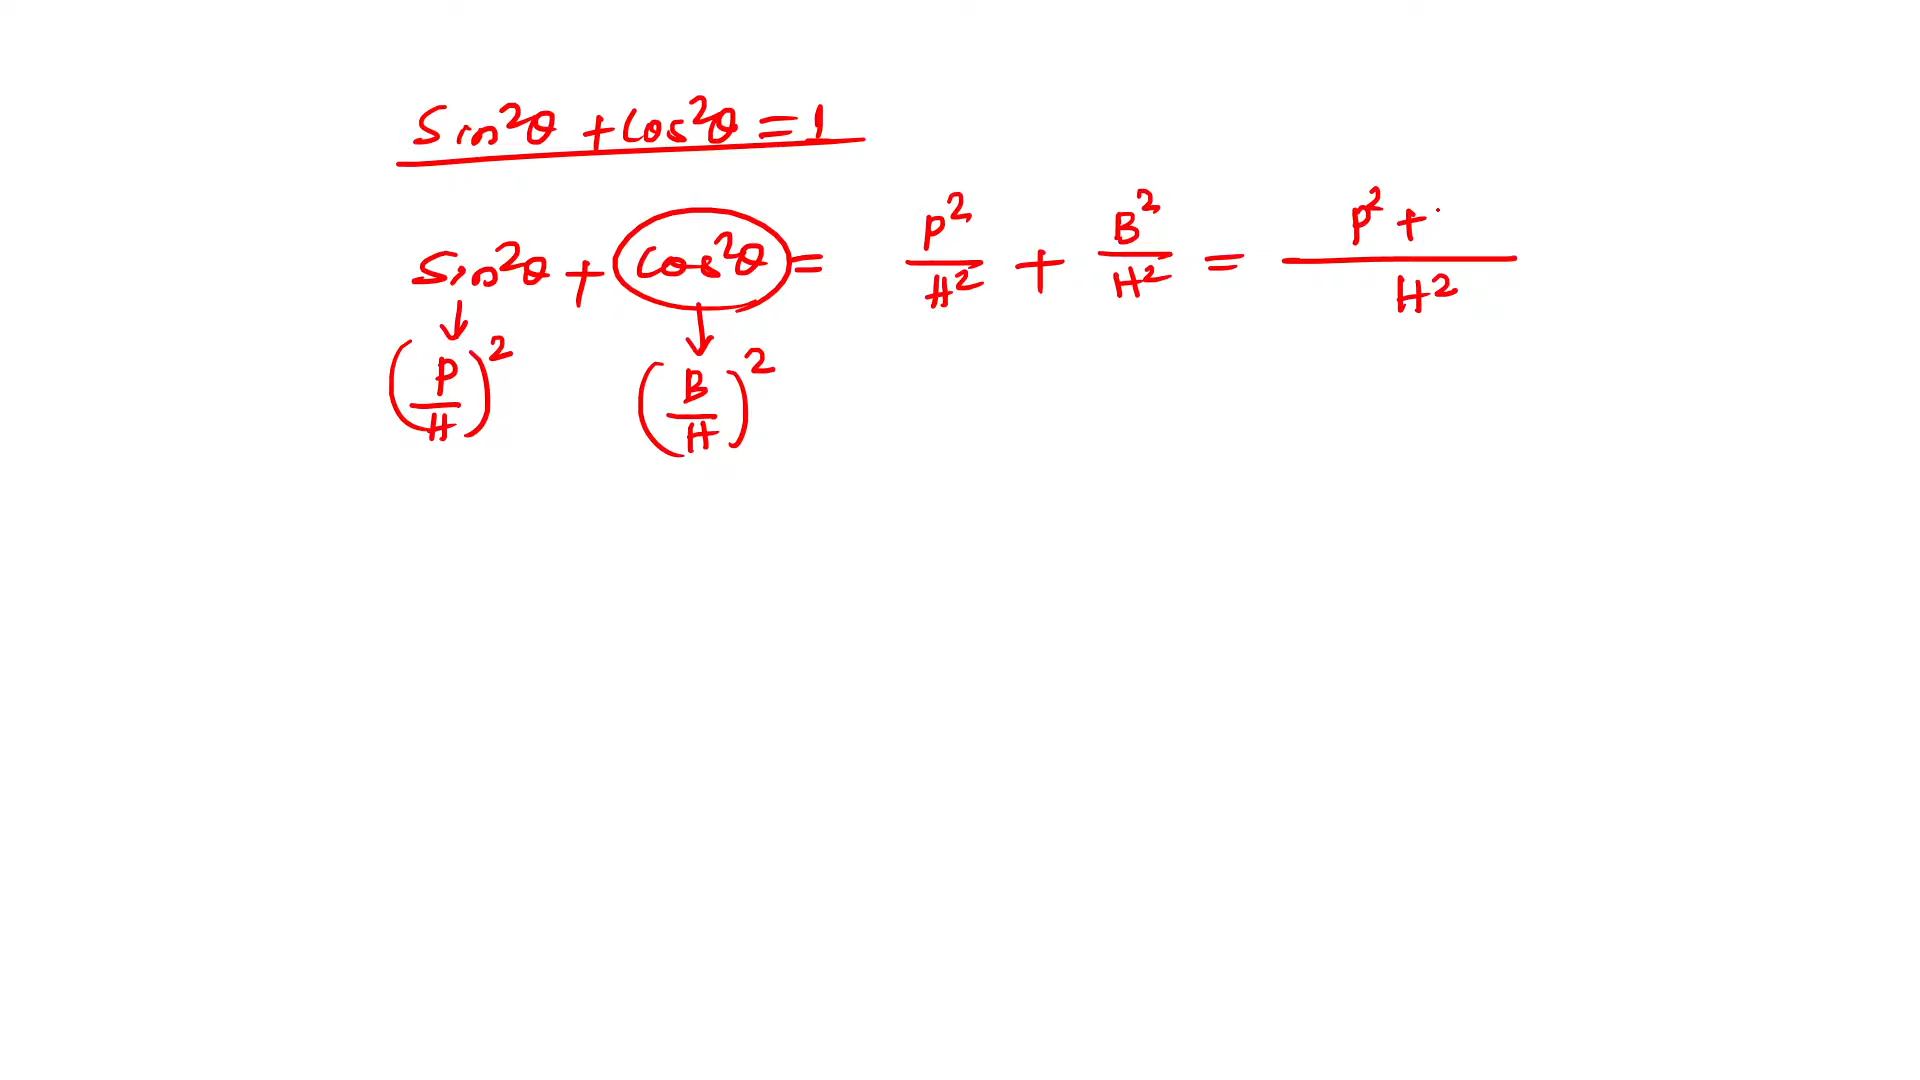 Sin²θ + Cos²θ = 1
Sin²θ + Cos²θ = P²/H² + B²/H² = P² + /H²
(P/H)² (B/H)²